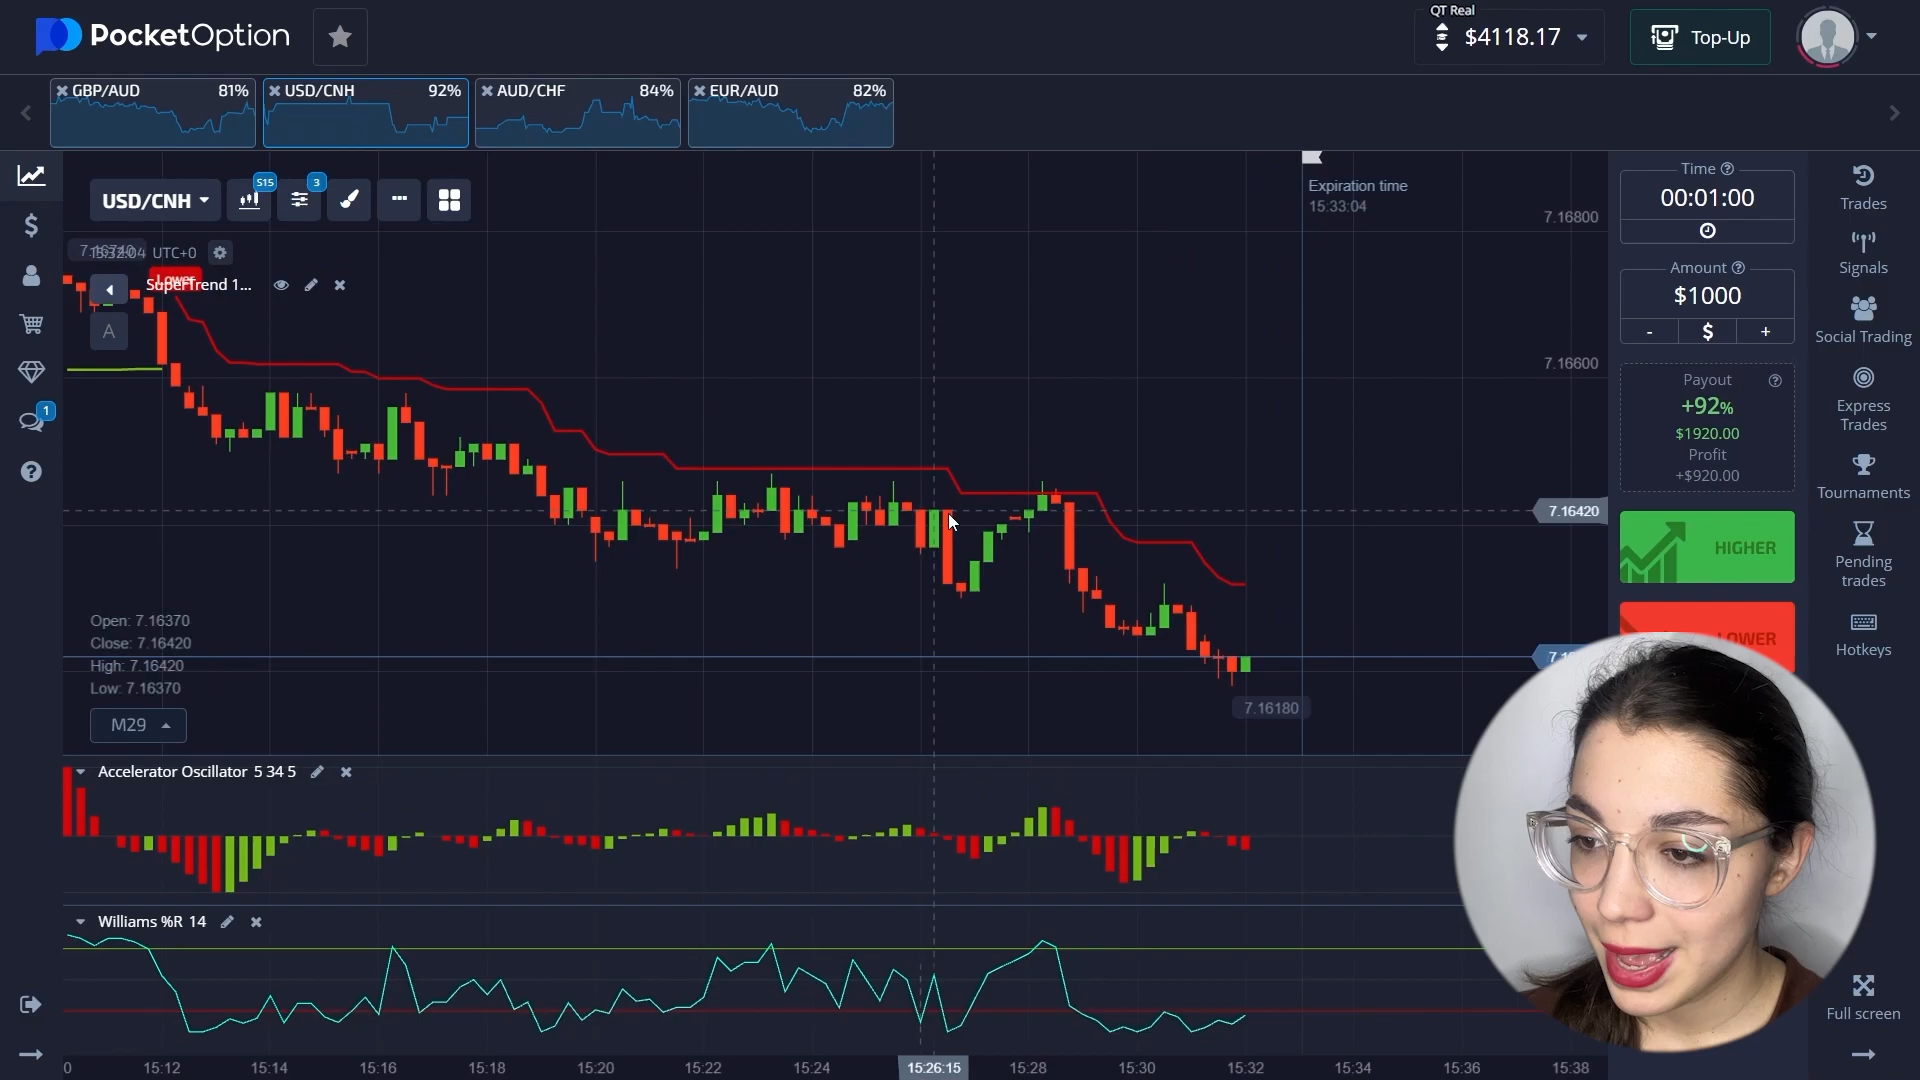 PocketOption
QT Real
$4118.17
Top-Up
GBP/AUD 81%
USD/CNH 92%
AUD/CHF 84%
EUR/AUD 82%
USD/CNH
S15
3
UTC+0
SuperTrend 1...
A
Expiration time
15:33:04
7.16800
7.16600
7.16420
7.16180
Open: 7.16370
Close: 7.16420
High: 7.16420
Low: 7.16370
M29
Accelerator Oscillator 5 34 5
Williams %R 14
0
15:12
15:14
15:16
15:18
15:20
15:22
15:24
15:26:15
15:28
15:30
15:32
15:34
15:36
15:38
Time
00:01:00
Amount
$1000
- $ +
Payout
+92%
$1920.00
Profit
+$920.00
HIGHER
LOWER
Trades
Signals
Social Trading
Express
Trades
Tournaments
Pending
trades
Hotkeys
Full screen
1